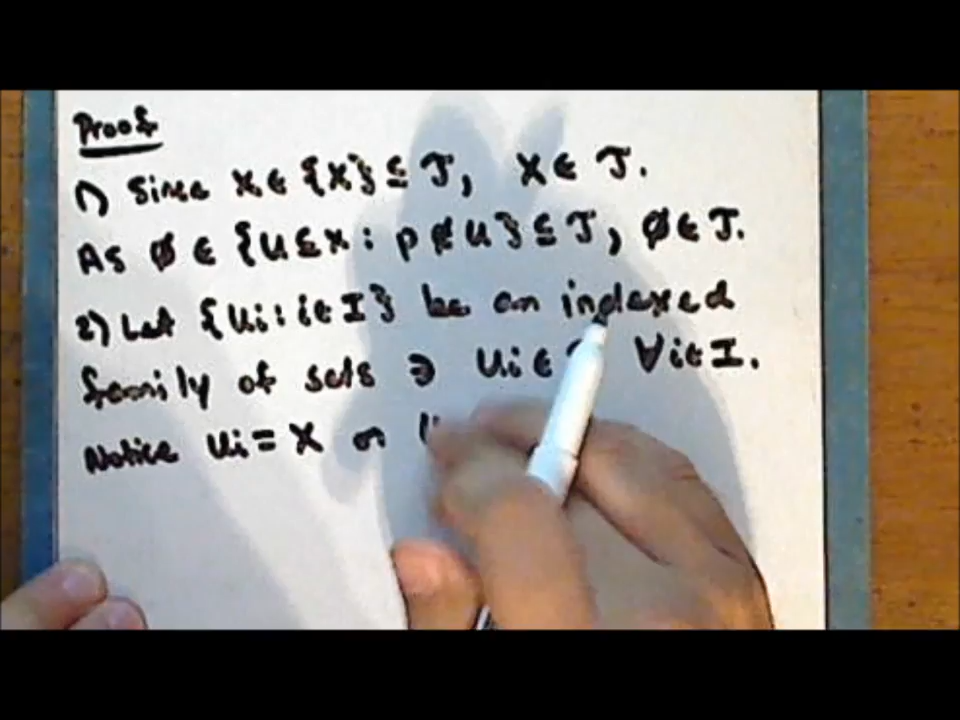 Proof
1) Since X ∈ {X} ⊆ T, X ∈ T.
As ∅ ∈ {U ⊆ X : p ∉ U} ⊆ T, ∅ ∈ T.
2) Let {Ui : i ∈ I} be an indexed
family of sets ∋ Ui ∈ ∀ i ∈ I.
Notice Ui = X or